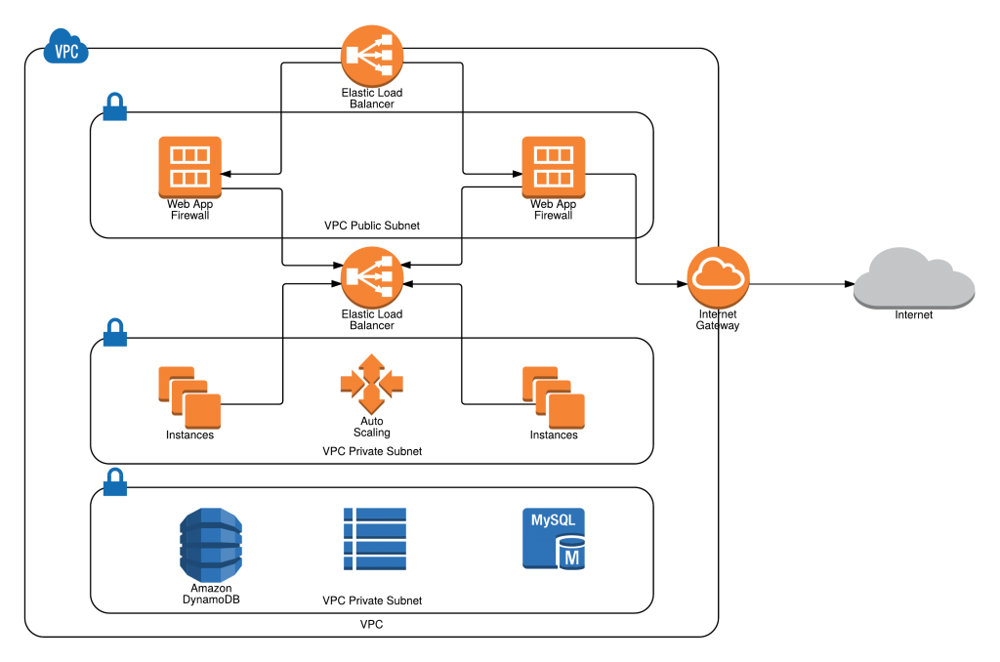 VPC
Elastic Load
Balancer
Web App
Firewall
Web App
Firewall
VPC Public Subnet
Elastic Load
Balancer
Internet
Gateway
Internet
Instances
Auto
Scaling
Instances
VPC Private Subnet
MySQL
M
Amazon
DynamoDB
VPC Private Subnet
VPC